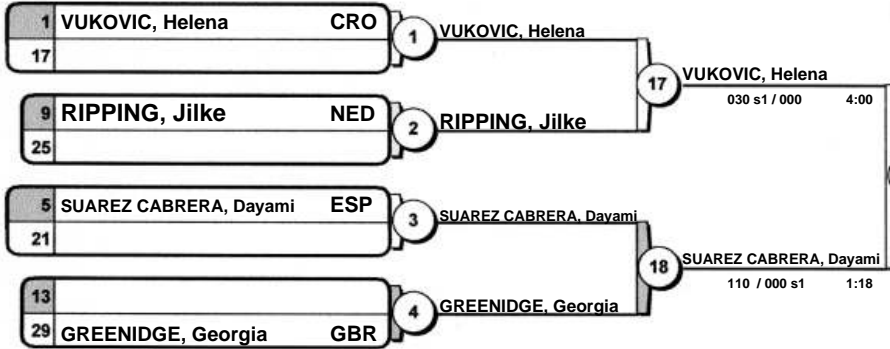 1 VUKOVIC, Helena CRO
17
1
VUKOVIC, Helena
9 RIPPING, Jilke NED
25
2
RIPPING, Jilke
17
VUKOVIC, Helena
030 s1 / 000 4:00
5 SUAREZ CABRERA, Dayami ESP
21
3
SUAREZ CABRERA, Dayami
13
29 GREENIDGE, Georgia GBR
4
GREENIDGE, Georgia
18
SUAREZ CABRERA, Dayami
110 / 000 s1 1:18